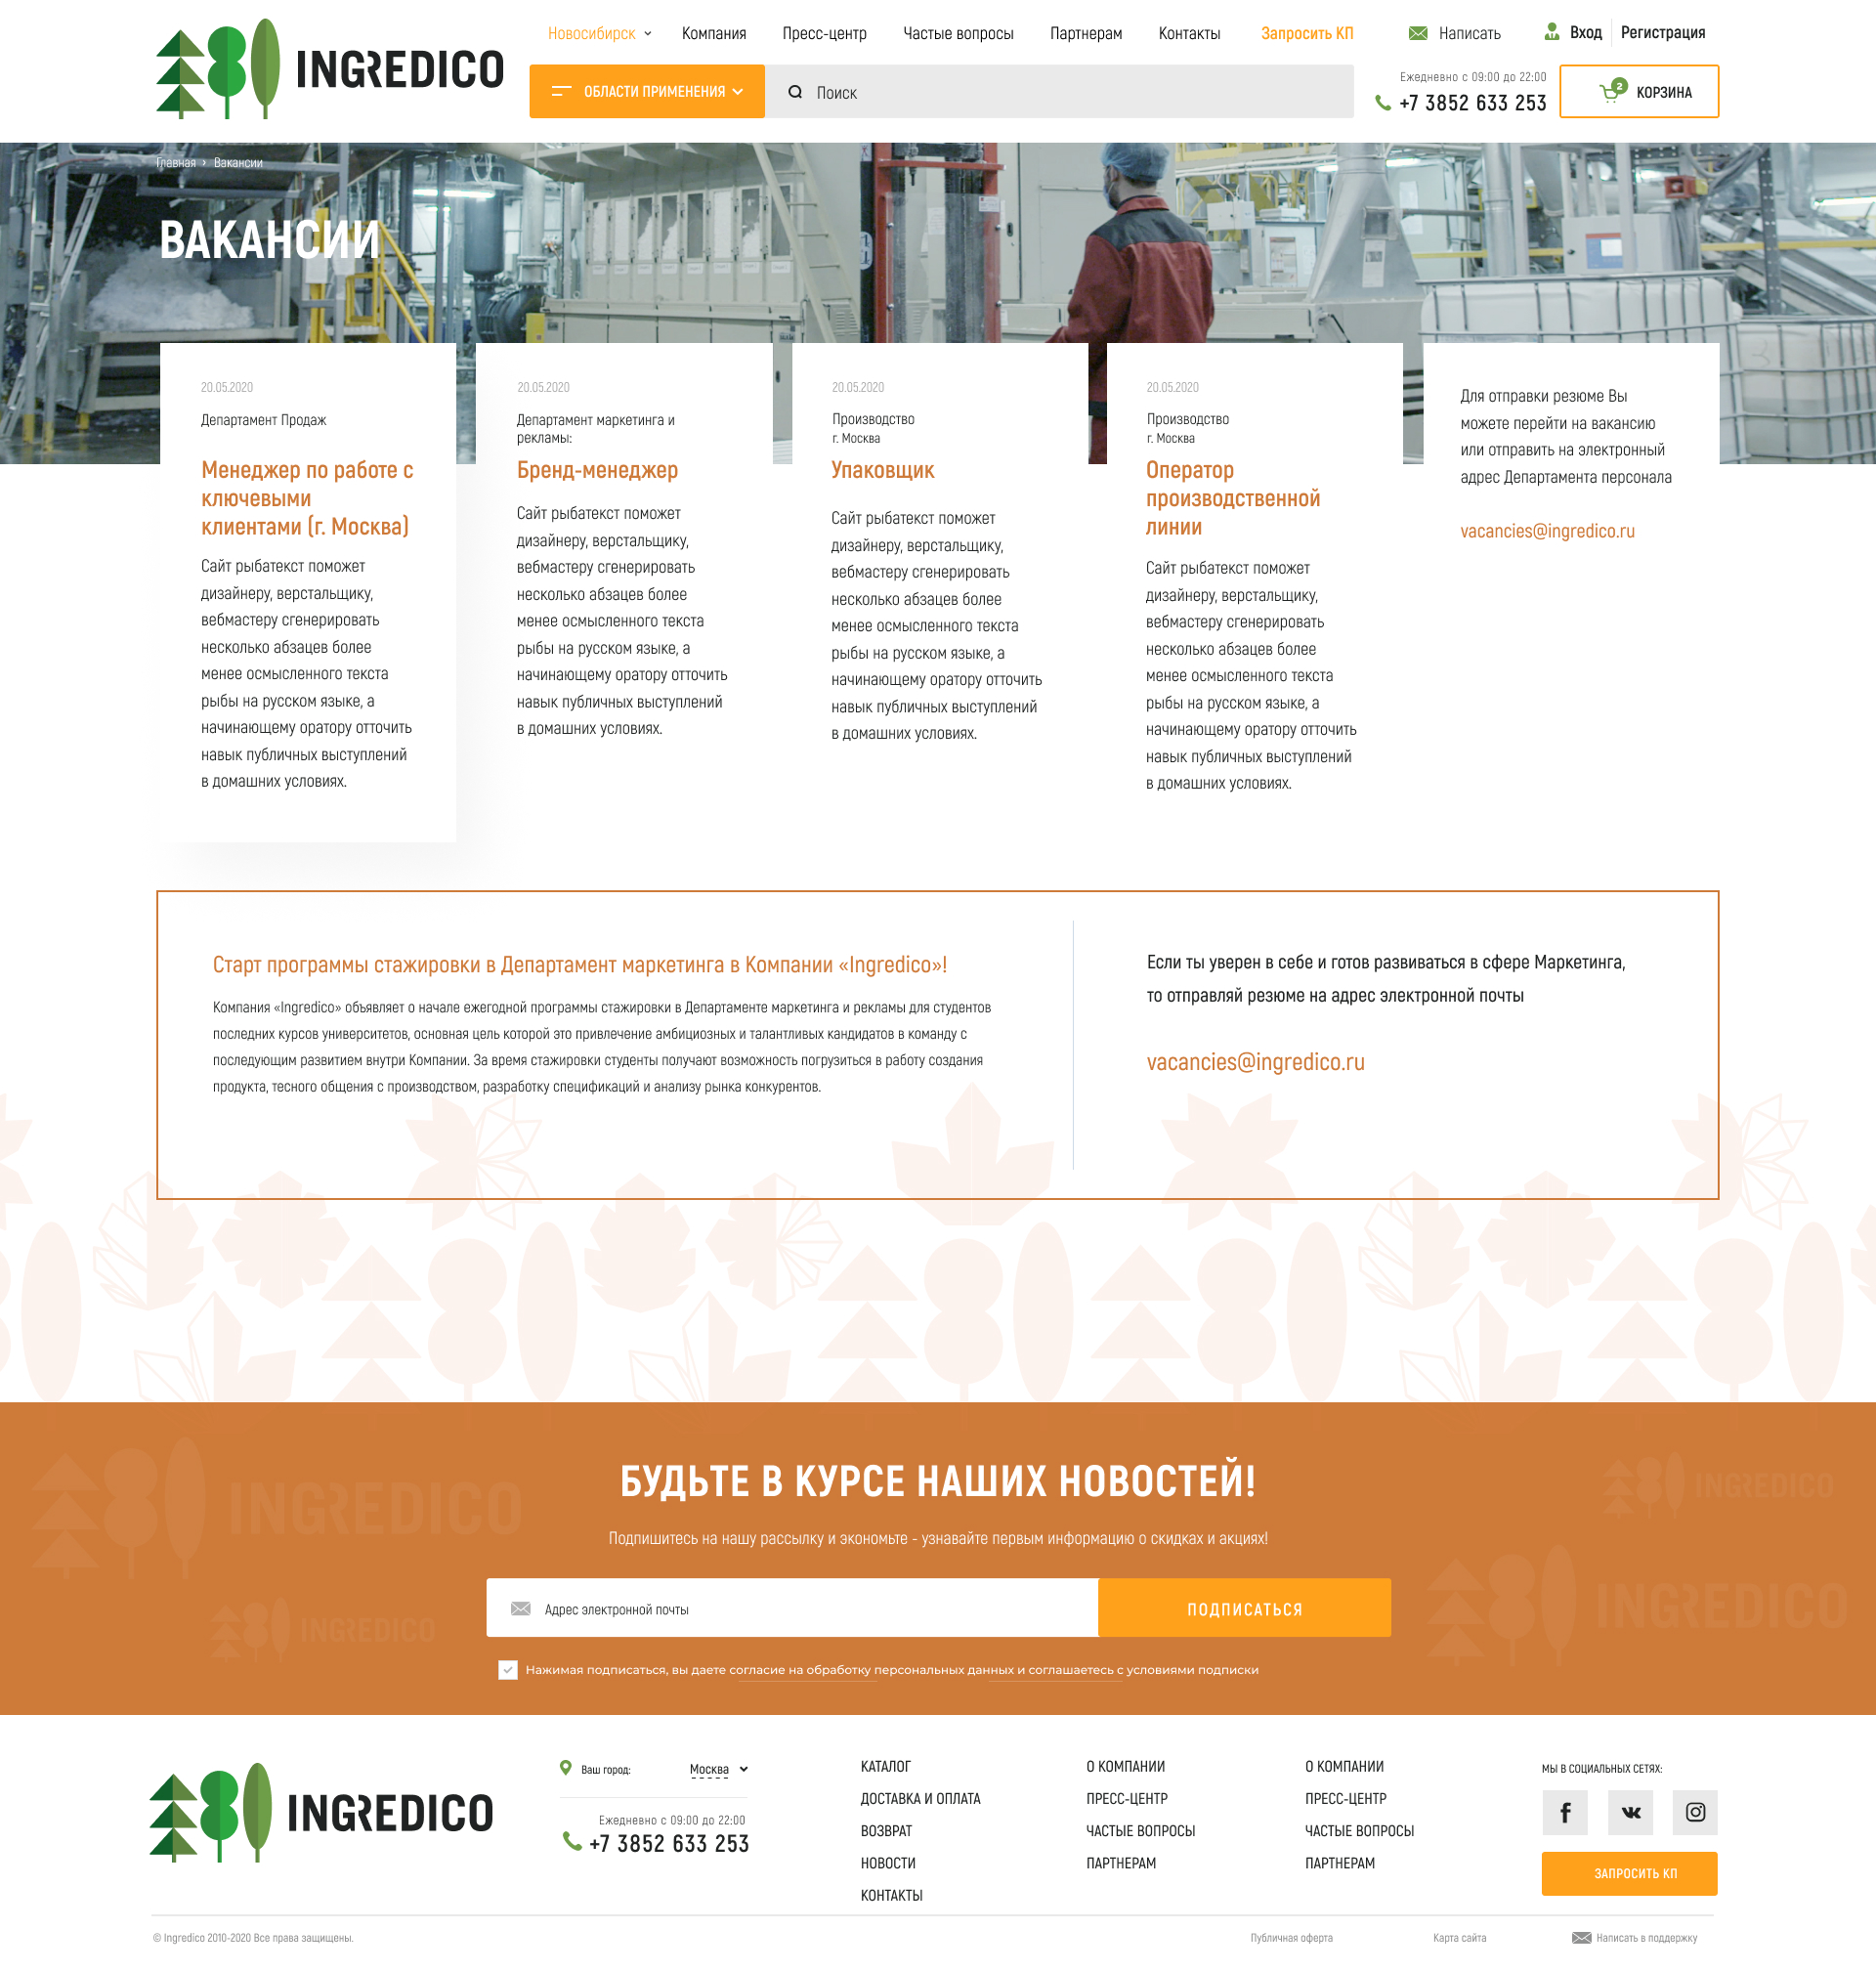 INGREDICO
Новосибирск
Компания
Пресс-центр
Частые вопросы
Партнерам
Контакты
Запросить КП
Написать
Вход
Регистрация
ОБЛАСТИ ПРИМЕНЕНИЯ
Поиск
Ежедневно с 09:00 до 22:00
+7 3852 633 253
2
КОРЗИНА
Главная › Вакансии
ВАКАНСИИ
20.05.2020
Департамент Продаж
Менеджер по работе с
ключевыми
клиентами (г. Москва)
Сайт рыбатекст поможет
дизайнеру, верстальщику,
вебмастеру сгенерировать
несколько абзацев более
менее осмысленного текста
рыбы на русском языке, а
начинающему оратору отточить
навык публичных выступлений
в домашних условиях.
20.05.2020
Департамент маркетинга и
рекламы:
Бренд-менеджер
Сайт рыбатекст поможет
дизайнеру, верстальщику,
вебмастеру сгенерировать
несколько абзацев более
менее осмысленного текста
рыбы на русском языке, а
начинающему оратору отточить
навык публичных выступлений
в домашних условиях.
20.05.2020
Производство
г. Москва
Упаковщик
Сайт рыбатекст поможет
дизайнеру, верстальщику,
вебмастеру сгенерировать
несколько абзацев более
менее осмысленного текста
рыбы на русском языке, а
начинающему оратору отточить
навык публичных выступлений
в домашних условиях.
20.05.2020
Производство
г. Москва
Оператор
производственной
линии
Сайт рыбатекст поможет
дизайнеру, верстальщику,
вебмастеру сгенерировать
несколько абзацев более
менее осмысленного текста
рыбы на русском языке, а
начинающему оратору отточить
навык публичных выступлений
в домашних условиях.
Для отправки резюме Вы
можете перейти на вакансию
или отправить на электронный
адрес Департамента персонала
vacancies@ingredico.ru
Старт программы стажировки в Департамент маркетинга в Компании «Ingredico»!
Компания «Ingredico» объявляет о начале ежегодной программы стажировки в Департаменте маркетинга и рекламы для студентов
последних курсов университетов, основная цель которой это привлечение амбициозных и талантливых кандидатов в команду с
последующим развитием внутри Компании. За время стажировки студенты получают возможность погрузиться в работу создания
продукта, тесного общения с производством, разработку спецификаций и анализу рынка конкурентов.
Если ты уверен в себе и готов развиваться в сфере Маркетинга,
то отправляй резюме на адрес электронной почты
vacancies@ingredico.ru
INGREDICO
INGREDICO
INGREDICO
INGREDICO
БУДЬТЕ В КУРСЕ НАШИХ НОВОСТЕЙ!
Подпишитесь на нашу рассылку и экономьте - узнавайте первым информацию о скидках и акциях!
Адрес электронной почты
ПОДПИСАТЬСЯ
Нажимая подписаться, вы даете согласие на обработку персональных данных и соглашаетесь с условиями подписки
INGREDICO
Ваш город:
Москва
Ежедневно с 09:00 до 22:00
+7 3852 633 253
КАТАЛОГ
ДОСТАВКА И ОПЛАТА
ВОЗВРАТ
НОВОСТИ
КОНТАКТЫ
О КОМПАНИИ
ПРЕСС-ЦЕНТР
ЧАСТЫЕ ВОПРОСЫ
ПАРТНЕРАМ
О КОМПАНИИ
ПРЕСС-ЦЕНТР
ЧАСТЫЕ ВОПРОСЫ
ПАРТНЕРАМ
МЫ В СОЦИАЛЬНЫХ СЕТЯХ:
ЗАПРОСИТЬ КП
© Ingredico 2010-2020 Все права защищены.
Публичная оферта
Карта сайта
Написать в поддержку